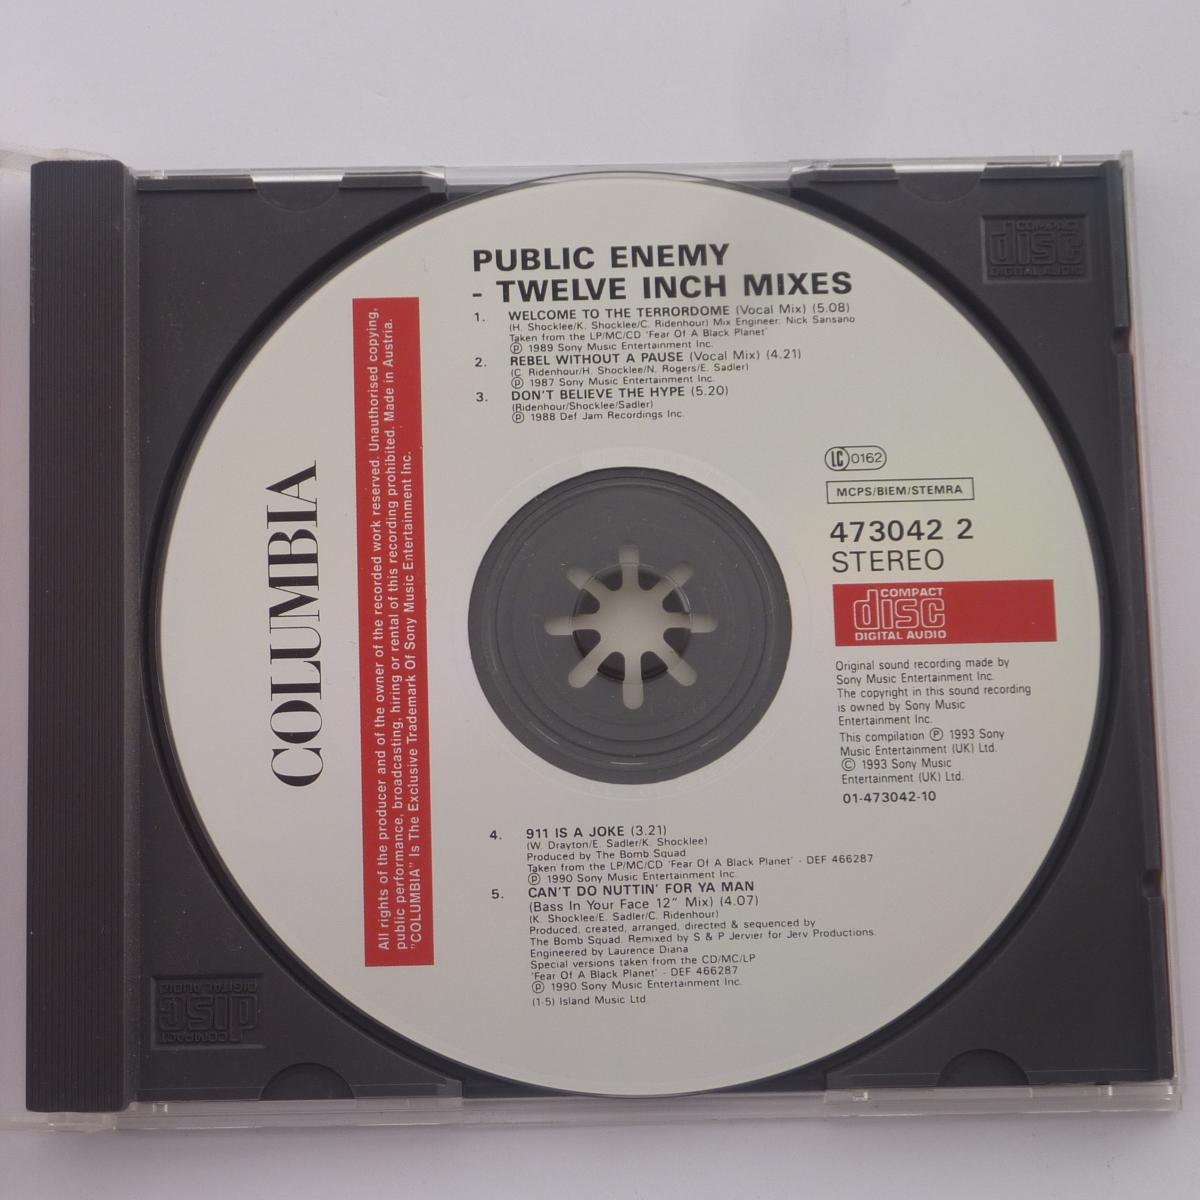 PUBLIC ENEMY
- TWELVE INCH MIXES
1. WELCOME TO THE TERRORDOME (Vocal Mix) (5.08)
(H. Shocklee/K. Shocklee/C. Ridenhour) Mix Engineer: Nick Sansano
Taken from the LP/MC/CD 'Fear Of A Black Planet'
Ⓟ 1989 Sony Music Entertainment Inc.
2. REBEL WITHOUT A PAUSE (Vocal Mix) (4.21)
(C. Ridenhour/H. Shocklee/N. Rogers/E. Sadler)
Ⓟ 1987 Sony Music Entertainment Inc.
3. DON'T BELIEVE THE HYPE (5.20)
(Ridenhour/Shocklee/Sadler)
Ⓟ 1988 Def Jam Recordings Inc.
COLUMBIA
All rights of the producer and of the owner of the recorded work reserved. Unauthorised copying,
public performance, broadcasting, hiring or rental of this recording prohibited. Made in Austria.
"COLUMBIA" Is The Exclusive Trademark Of Sony Music Entertainment Inc.
LC 0162
MCPS/BIEM/STEMRA
473042 2
STEREO
COMPACT
disc
DIGITAL AUDIO
Original sound recording made by
Sony Music Entertainment Inc.
The copyright in this sound recording
is owned by Sony Music
Entertainment Inc.
This compilation Ⓟ 1993 Sony
Music Entertainment (UK) Ltd.
© 1993 Sony Music
Entertainment (UK) Ltd.
01-473042-10
4. 911 IS A JOKE (3.21)
(W. Drayton/E. Sadler/K. Shocklee)
Produced by The Bomb Squad
Taken from the LP/MC/CD 'Fear Of A Black Planet' - DEF 466287
Ⓟ 1990 Sony Music Entertainment Inc.
5. CAN'T DO NUTTIN' FOR YA MAN
(Bass In Your Face 12" Mix) (4.07)
(K. Shocklee/E. Sadler/C. Ridenhour)
Produced, created, arranged, directed & sequenced by
The Bomb Squad. Remixed by S & P Jervier for Jerv Productions.
Engineered by Laurence Diana
Special versions taken from the CD/MC/LP
'Fear Of A Black Planet' - DEF 466287
Ⓟ 1990 Sony Music Entertainment Inc.
(1-5) Island Music Ltd.
COMPACT
disc
DIGITAL AUDIO
COMPACT
disc
DIGITAL AUDIO